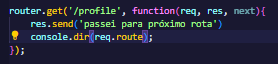 router.get('/profile', function(req, res, next){
res.send('passei para próximo rota')
console.dir(req.route);
});